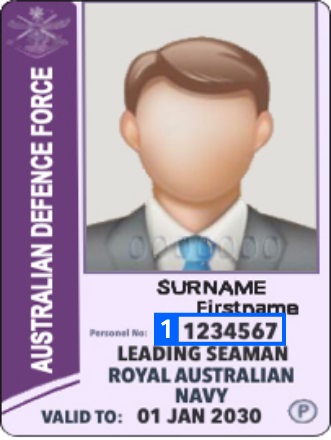 AUSTRALIAN DEFENCE FORCE
SURNAME
Firstname
Personel No: 1 1234567
LEADING SEAMAN
ROYAL AUSTRALIAN
NAVY
VALID TO: 01 JAN 2030
P